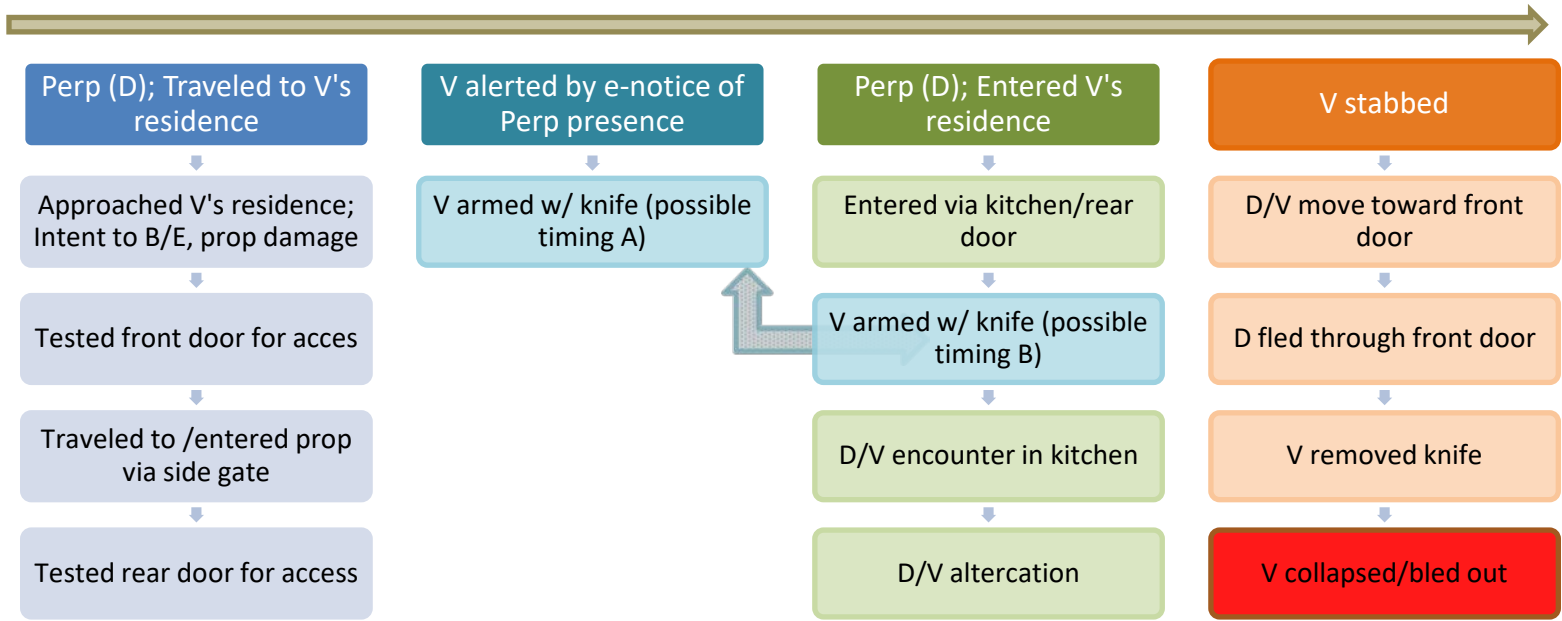 Perp (D); Traveled to V's
residence
Approached V's residence;
Intent to B/E, prop damage
Tested front door for acces
Traveled to /entered prop
via side gate
Tested rear door for access
V alerted by e-notice of
Perp presence
V armed w/ knife (possible
timing A)
Perp (D); Entered V's
residence
Entered via kitchen/rear
door
V armed w/ knife (possible
timing B)
D/V encounter in kitchen
D/V altercation
V stabbed
D/V move toward front
door
D fled through front door
V removed knife
V collapsed/bled out